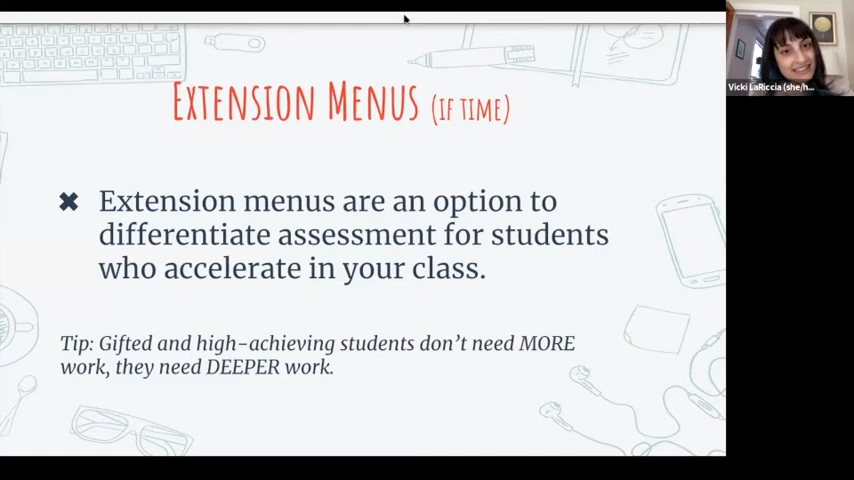 EXTENSION MENUS (IF TIME)
✖ Extension menus are an option to
differentiate assessment for students
who accelerate in your class.
Tip: Gifted and high-achieving students don't need MORE
work, they need DEEPER work.
Vicki LaRiccia (she/h...